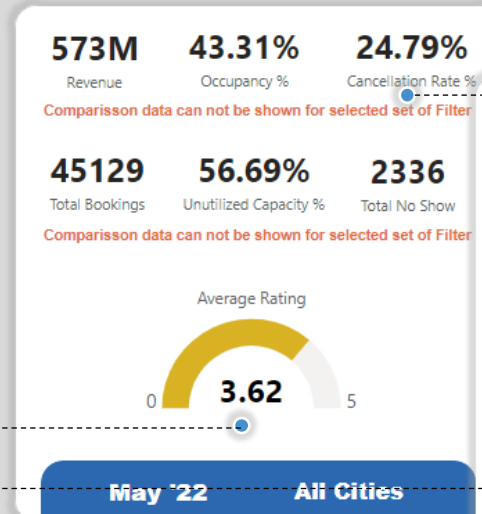 573M 43.31% 24.79%
Revenue Occupancy % Cancellation Rate %
Comparisson data can not be shown for selected set of Filter
45129 56.69% 2336
Total Bookings Unutilized Capacity % Total No Show
Comparisson data can not be shown for selected set of Filter
Average Rating
0 3.62 5
May '22 All Cities